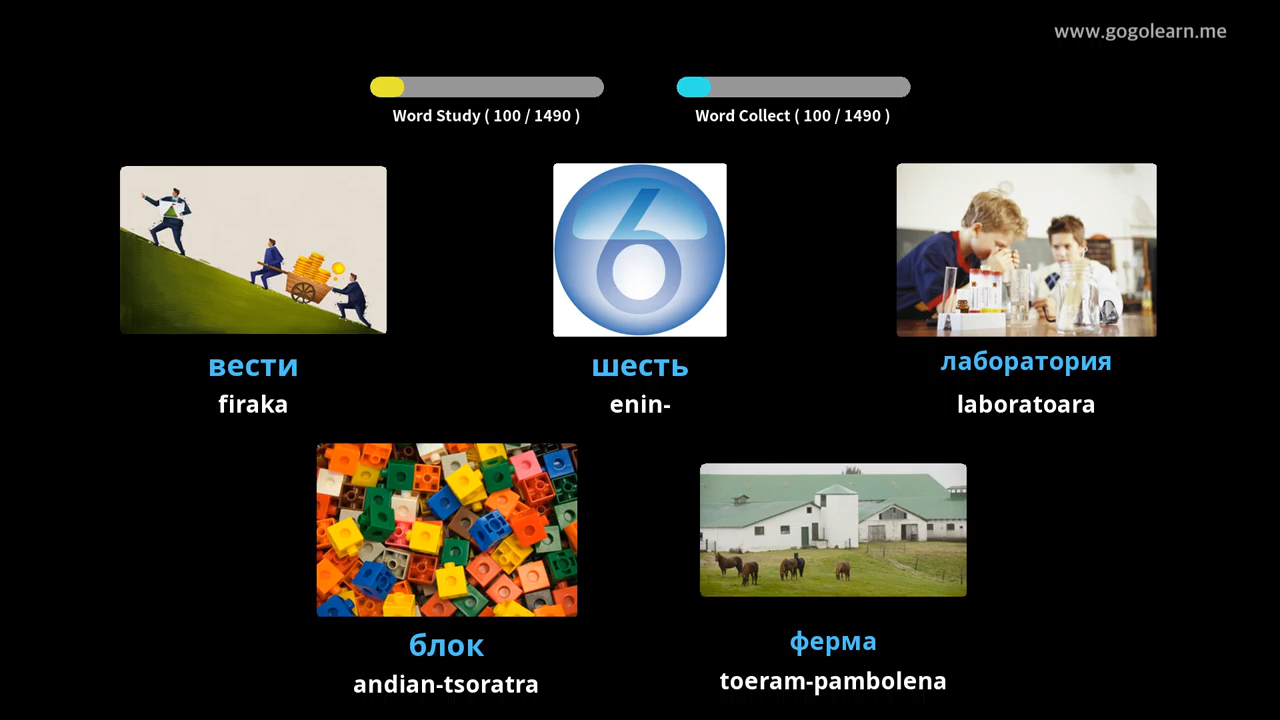 www.gogolearn.me
Word Study ( 100 / 1490 )
Word Collect ( 100 / 1490 )
6
вести
firaka
шесть
enin-
лаборатория
laboratoara
блок
andian-tsoratra
ферма
toeram-pambolena